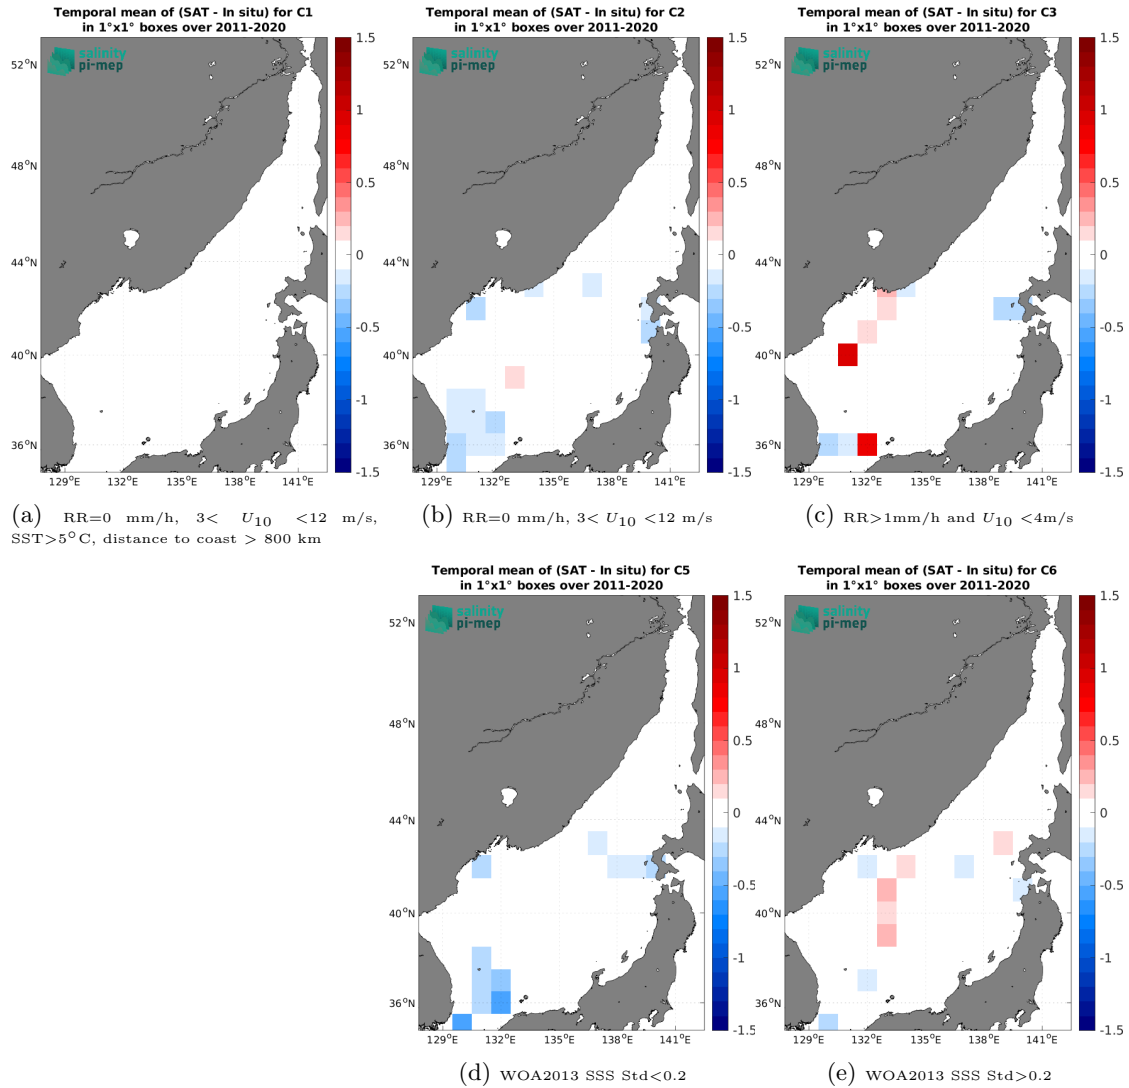 Temporal mean of (SAT - In situ) for C1
in 1°x1° boxes over 2011-2020
salinity
pi-mep
52°N
48°N
44°N
40°N
36°N
129°E 132°E 135°E 138°E 141°E
1.5
1
0.5
0
-0.5
-1
-1.5
(a) RR=0 mm/h, 3< U10 <12 m/s,
SST>5°C, distance to coast > 800 km
Temporal mean of (SAT - In situ) for C2
in 1°x1° boxes over 2011-2020
salinity
pi-mep
52°N
48°N
44°N
40°N
36°N
129°E 132°E 135°E 138°E 141°E
1.5
1
0.5
0
-0.5
-1
-1.5
(b) RR=0 mm/h, 3< U10 <12 m/s
Temporal mean of (SAT - In situ) for C3
in 1°x1° boxes over 2011-2020
salinity
pi-mep
52°N
48°N
44°N
40°N
36°N
129°E 132°E 135°E 138°E 141°E
1.5
1
0.5
0
-0.5
-1
-1.5
(c) RR>1mm/h and U10 <4m/s
Temporal mean of (SAT - In situ) for C5
in 1°x1° boxes over 2011-2020
salinity
pi-mep
52°N
48°N
44°N
40°N
36°N
129°E 132°E 135°E 138°E 141°E
1.5
1
0.5
0
-0.5
-1
-1.5
(d) WOA2013 SSS Std<0.2
Temporal mean of (SAT - In situ) for C6
in 1°x1° boxes over 2011-2020
salinity
pi-mep
52°N
48°N
44°N
40°N
36°N
129°E 132°E 135°E 138°E 141°E
1.5
1
0.5
0
-0.5
-1
-1.5
(e) WOA2013 SSS Std>0.2